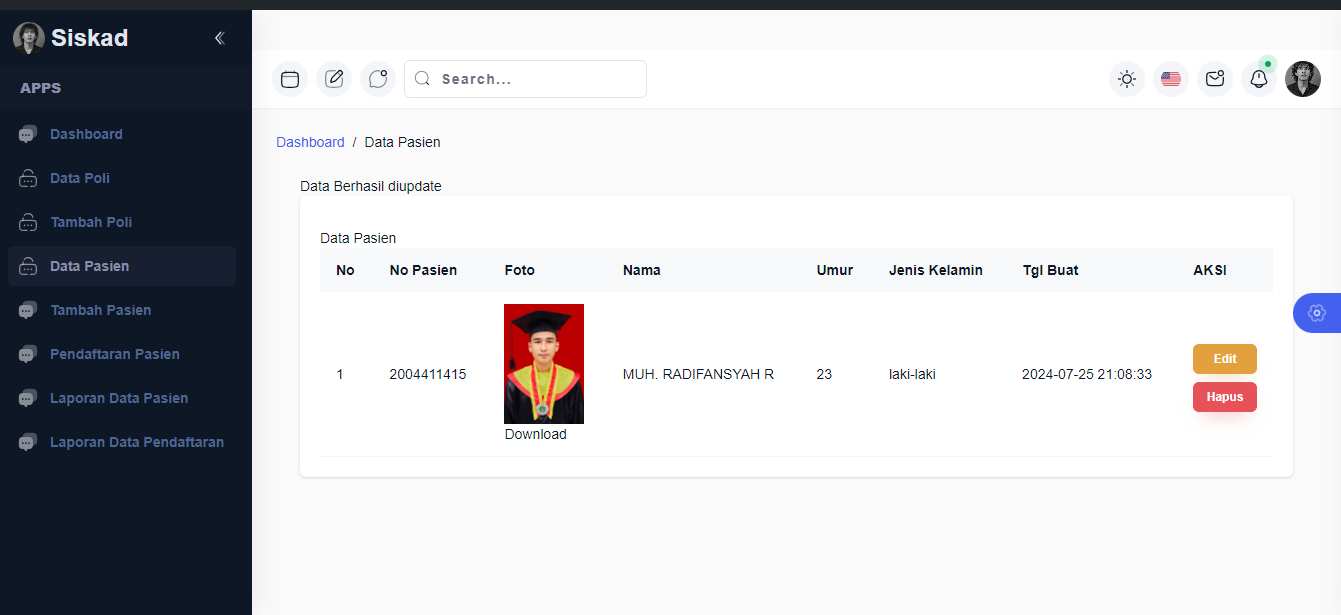 Siskad
APPS
Dashboard
Data Poli
Tambah Poli
Data Pasien
Tambah Pasien
Pendaftaran Pasien
Laporan Data Pasien
Laporan Data Pendaftaran
Search...
Dashboard / Data Pasien
Data Berhasil diupdate
Data Pasien
No No Pasien Foto Nama Umur Jenis Kelamin Tgl Buat AKSI
1 2004411415 MUH. RADIFANSYAH R 23 laki-laki 2024-07-25 21:08:33
Edit
Hapus
Download